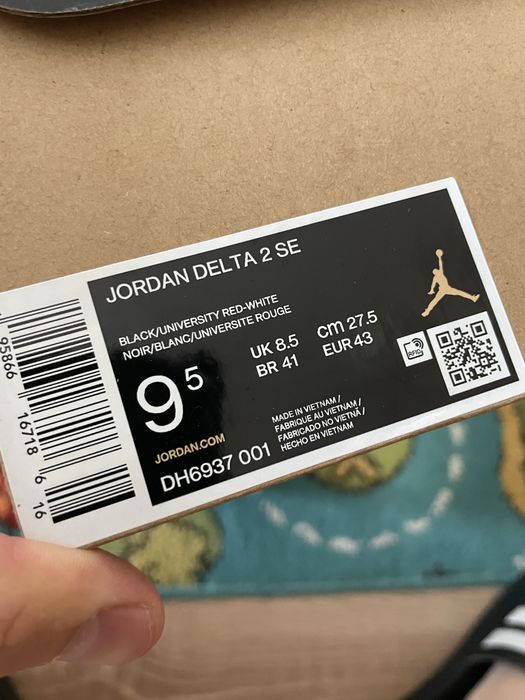 JORDAN DELTA 2 SE
BLACK/UNIVERSITY RED-WHITE
NOIR/BLANC/UNIVERSITE ROUGE
9 5
UK 8.5
BR 41
cm 27.5
EUR 43
RFID
JORDAN.COM
DH6937 001
MADE IN VIETNAM /
FABRIQUE AU VIETNAM /
FABRICADO NO VIETNÃ /
HECHO EN VIETNAM
16718 6 16